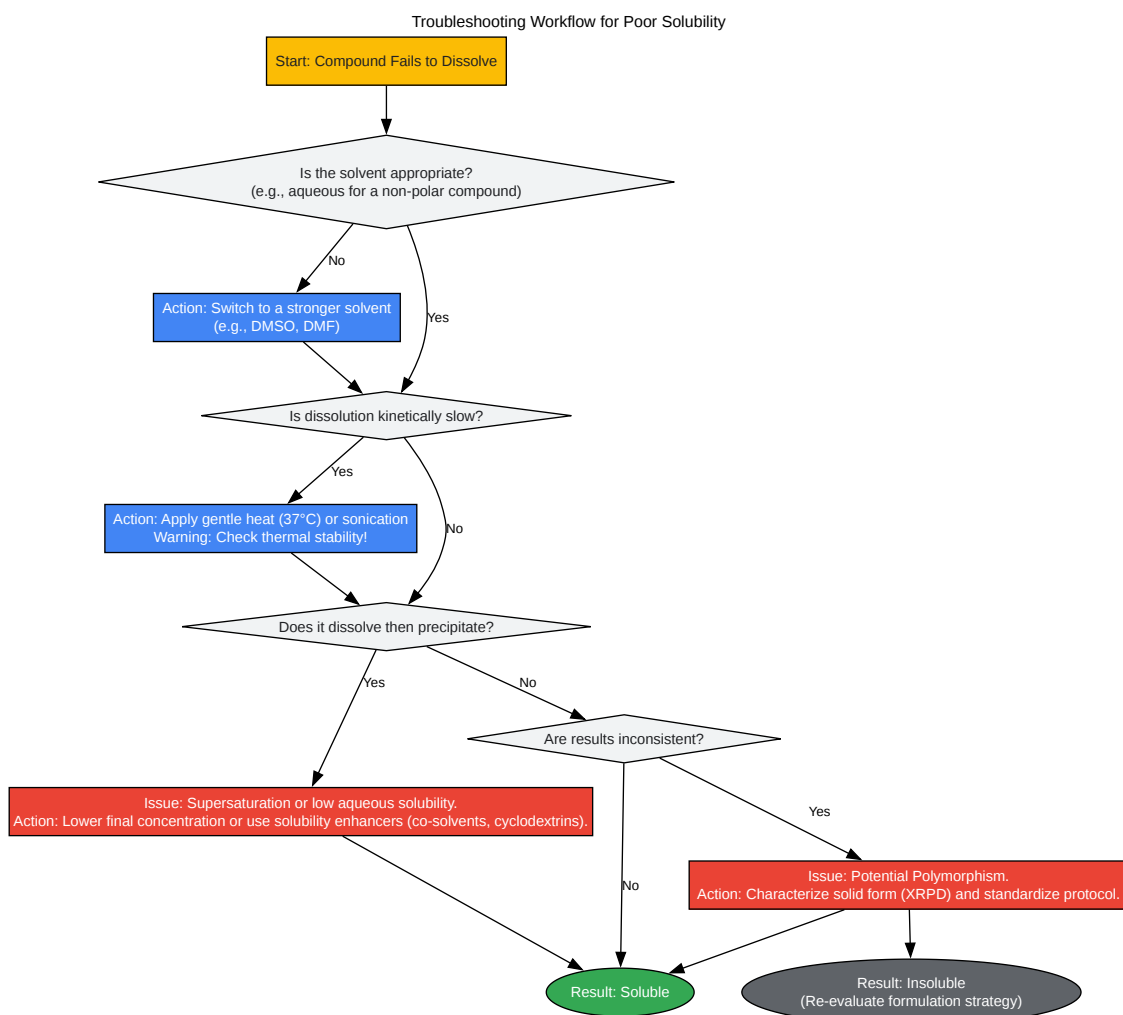 Troubleshooting Workflow for Poor Solubility
Start: Compound Fails to Dissolve
Is the solvent appropriate?
(e.g., aqueous for a non-polar compound)
No
Yes
Action: Switch to a stronger solvent
(e.g., DMSO, DMF)
Is dissolution kinetically slow?
Yes
No
Action: Apply gentle heat (37°C) or sonication
Warning: Check thermal stability!
Does it dissolve then precipitate?
Yes
No
Are results inconsistent?
Issue: Supersaturation or low aqueous solubility.
Action: Lower final concentration or use solubility enhancers (co-solvents, cyclodextrins).
Yes
No
Issue: Potential Polymorphism.
Action: Characterize solid form (XRPD) and standardize protocol.
Result: Soluble
Result: Insoluble
(Re-evaluate formulation strategy)